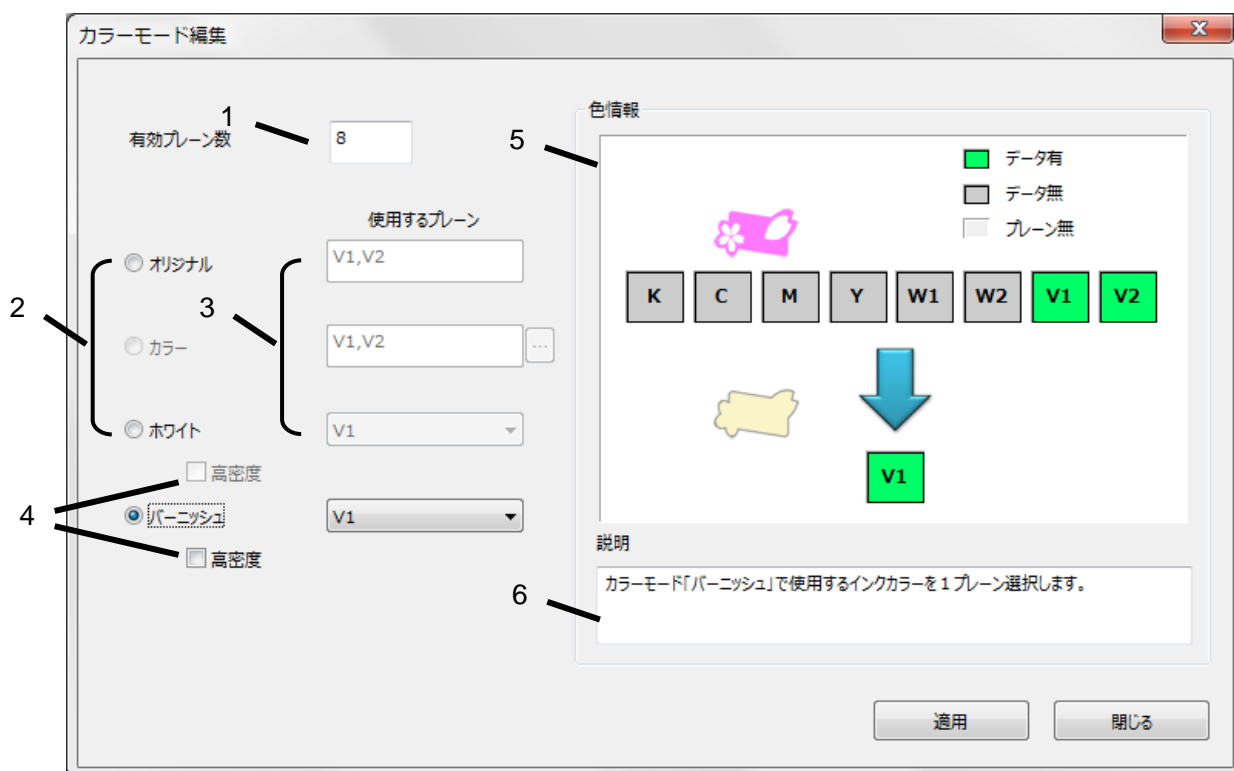 カラーモード編集
X
1
有効プレーン数
8
使用するプレーン
2
3
オリジナル
V1,V2
カラー
V1,V2
...
ホワイト
V1
高密度
4
バーニッシュ
V1
高密度
色情報
5
データ有
データ無
プレーン無
K C M Y W1 W2 V1 V2
V1
説明
6
カラーモード「バーニッシュ」で使用するインクカラーを1プレーン選択します。
適用
閉じる